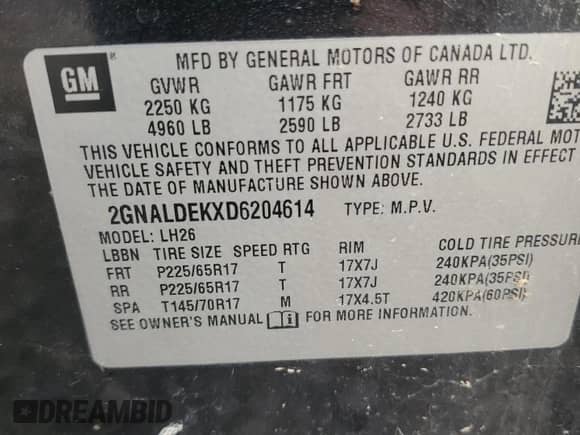 GM
MFD BY GENERAL MOTORS OF CANADA LTD.
GVWR GAWR FRT GAWR RR
2250 KG 1175 KG 1240 KG
4960 LB 2590 LB 2733 LB
THIS VEHICLE CONFORMS TO ALL APPLICABLE U.S. FEDERAL MOT
VEHICLE SAFETY AND THEFT PREVENTION STANDARDS IN EFFECT
THE DATE OF MANUFACTURE SHOWN ABOVE.
2GNALDEKXD6204614 TYPE: M.P.V.
MODEL: LH26
LBBN TIRE SIZE SPEED RTG RIM COLD TIRE PRESSURE
FRT P225/65R17 T 17X7J 240KPA(35PSI)
RR P225/65R17 T 17X7J 240KPA(35PSI)
SPA T145/70R17 M 17X4.5T 420KPA(60PSI)
SEE OWNER'S MANUAL FOR MORE INFORMATION.
DREAMBID